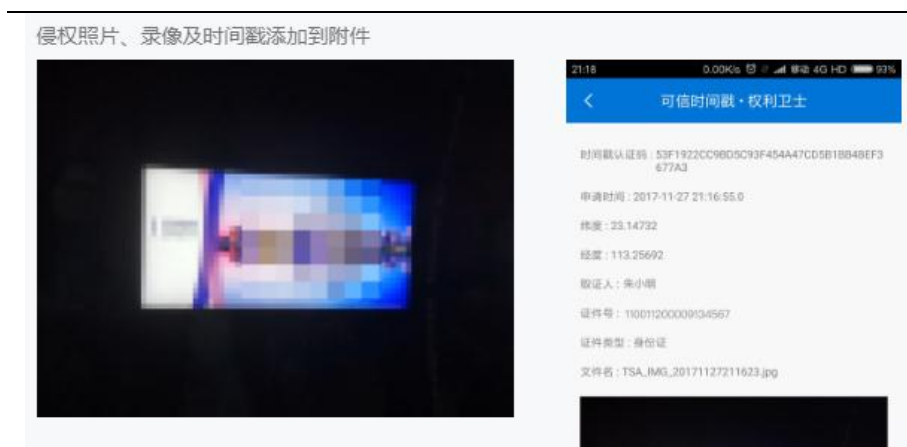 侵权照片、录像及时间戳添加到附件
21:18
0.00K/s
移动 4G HD
93%
可信时间戳・权利卫士
时间戳认证码 : 53F1922CC98D5C93F454A47CD5B1BB48EF3
677A3
申请时间 : 2017-11-27 21:16:55.0
纬度 : 23.14732
经度 : 113.25692
取证人 : 朱小明
证件号 : 110011200009134567
证件类型 : 身份证
文件名 : TSA_IMG_20171127211623.jpg